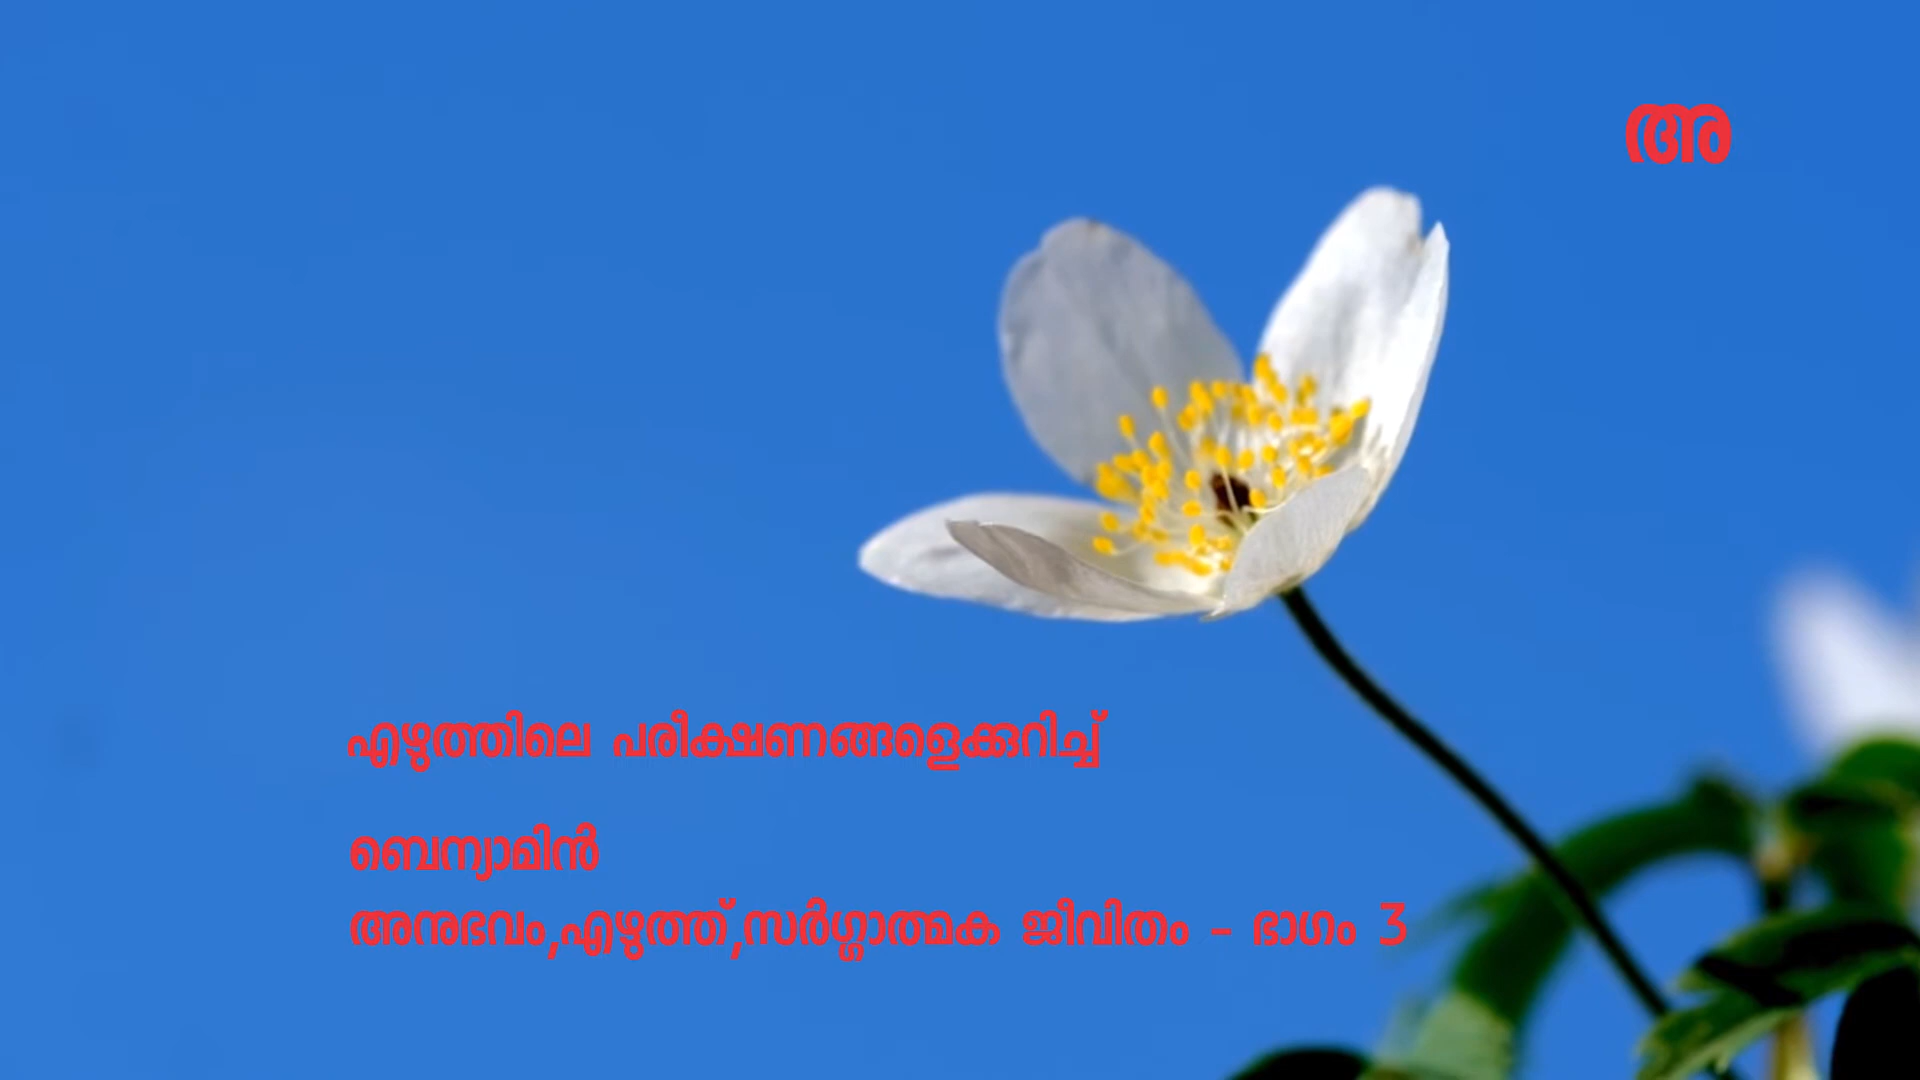 അ
എഴുത്തിലെ പരീക്ഷണങ്ങളെക്കുറിച്ച്
ബെന്യാമിൻ
അനുഭവം,എഴുത്ത്,സർഗ്ഗാത്മക ജീവിതം - ഭാഗം 3